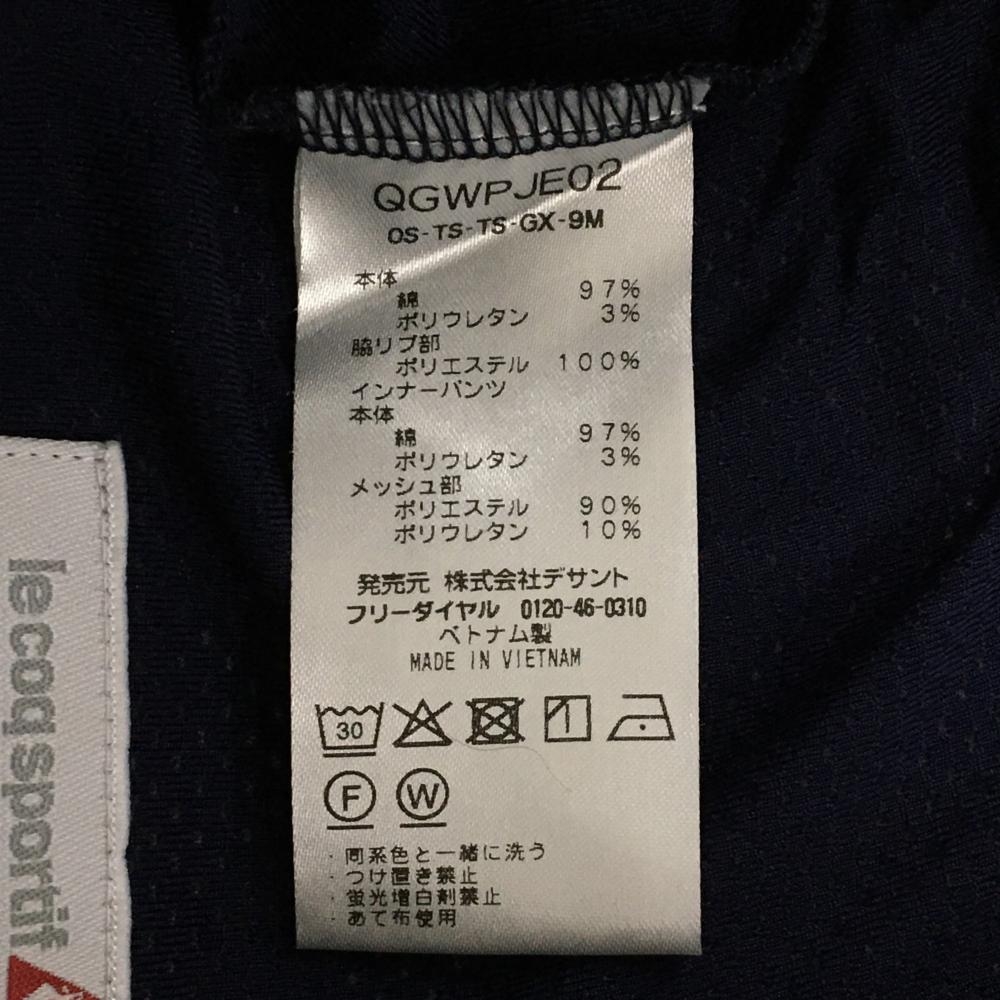 QGWPJE02
OS-TS-TS-GX-9M
本体
綿 97%
ポリウレタン 3%
脇リブ部
ポリエステル 100%
インナーパンツ
本体
綿 97%
ポリウレタン 3%
メッシュ部
ポリエステル 90%
ポリウレタン 10%
発売元 株式会社デサント
フリーダイヤル 0120-46-0310
ベトナム製
MADE IN VIETNAM
30
F W
・同系色と一緒に洗う
・つけ置き禁止
・蛍光増白剤禁止
・あて布使用
le coq sportif